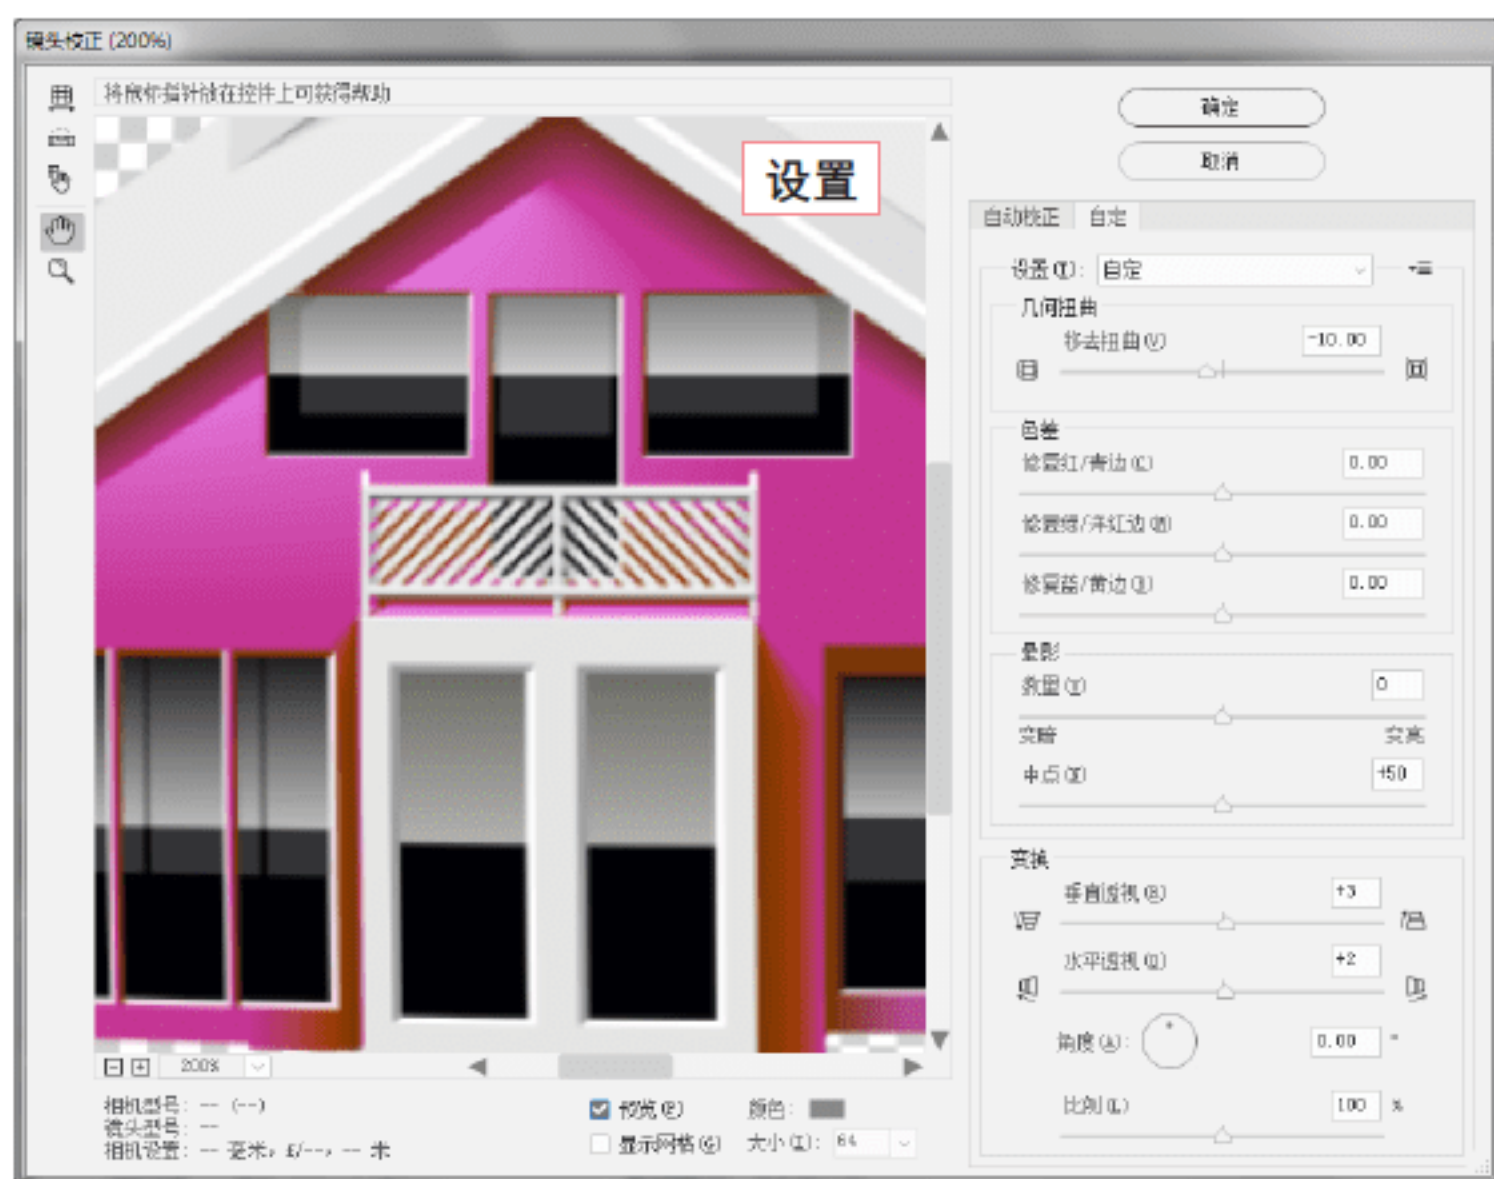 镜头校正 (200%)
将鼠标指针放在控件上可获得帮助
确定
取消
设置
自动校正 自定
设置(T): 自定
几何扭曲
移去扭曲(V) -10.00
色差
修复红/青边(C) 0.00
修复绿/洋红边(M) 0.00
修复蓝/黄边 0.00
晕影
数量 0
变暗 变亮
中点 +50
变换
垂直透视(R) +3
水平透视 +2
角度(A): 0.00 °
比例(L) 100 %
200%
相机型号: -- (--)
镜头型号: --
相机设置: -- 毫米, f/--, -- 米
预览(P) 颜色:
显示网格(G) 大小(I): 64